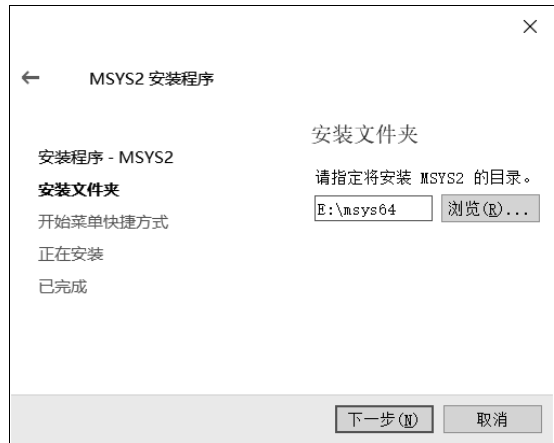 MSYS2 安装程序
安装程序 - MSYS2
安装文件夹
开始菜单快捷方式
正在安装
已完成
安装文件夹
请指定将安装 MSYS2 的目录。
E:\msys64 浏览(R)...
下一步(N) 取消